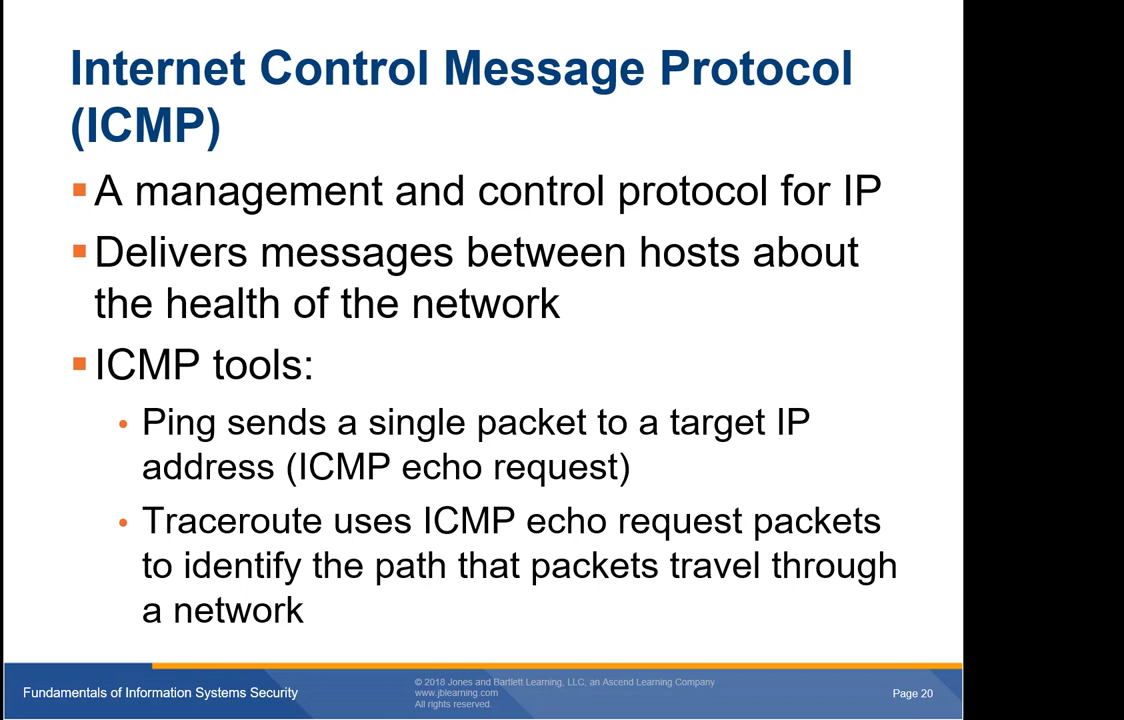 Internet Control Message Protocol
(ICMP)
▪ A management and control protocol for IP
▪ Delivers messages between hosts about
the health of the network
▪ ICMP tools:
• Ping sends a single packet to a target IP
address (ICMP echo request)
• Traceroute uses ICMP echo request packets
to identify the path that packets travel through
a network
Fundamentals of Information Systems Security
© 2018 Jones and Bartlett Learning, LLC, an Ascend Learning Company
www.jblearning.com
All rights reserved.
Page 20